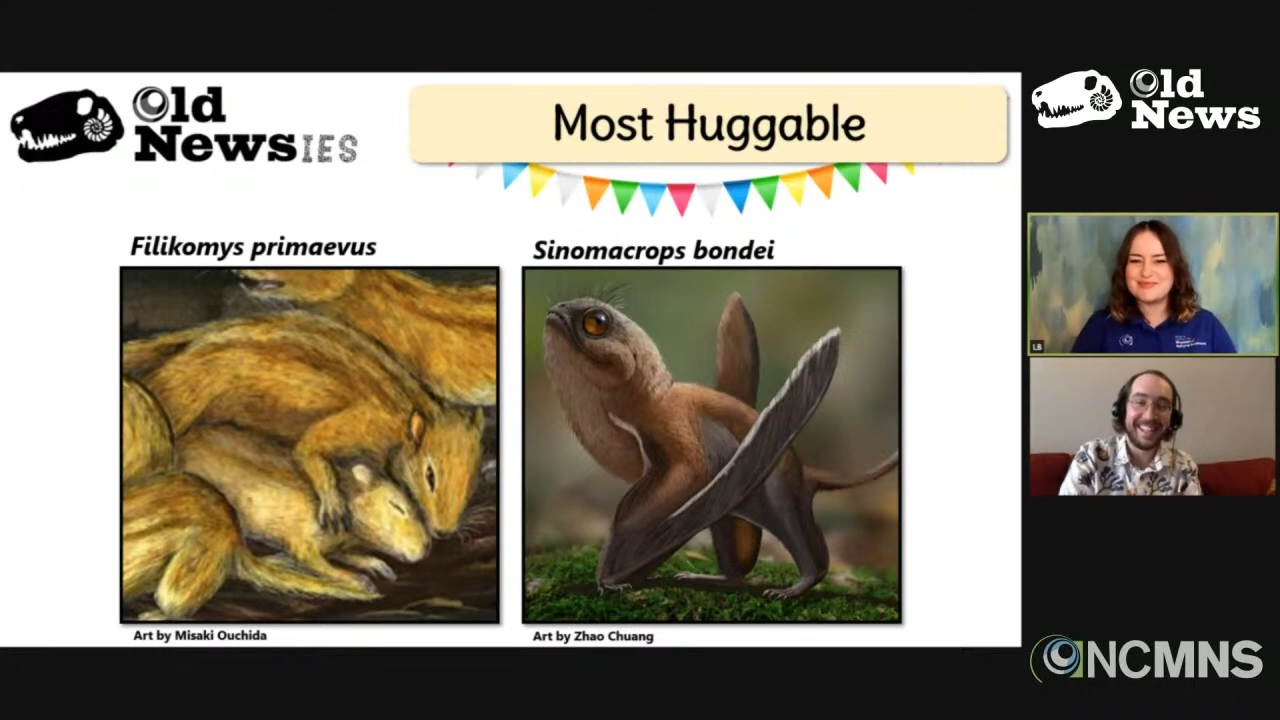 Old
NewsIES
Most Huggable
Filikomys primaevus
Sinomacrops bondei
Art by Misaki Ouchida
Art by Zhao Chuang
Old
News
LB
NCMNS